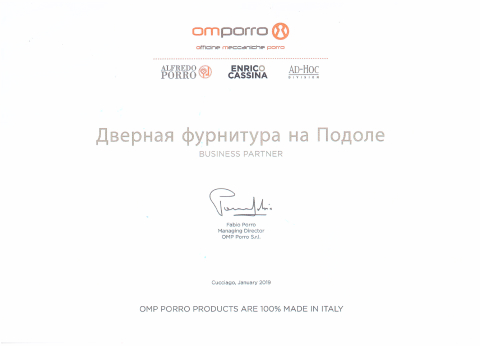 omporro
officine meccaniche porro
ALFREDO PORRO
ENRICO CASSINA
AD-HOC DIVISION
Дверная фурнитура на Подоле
BUSINESS PARTNER
Fabio Porro
Managing Director
OMP Porro S.r.l.
Cucciago, January 2019
OMP PORRO PRODUCTS ARE 100% MADE IN ITALY